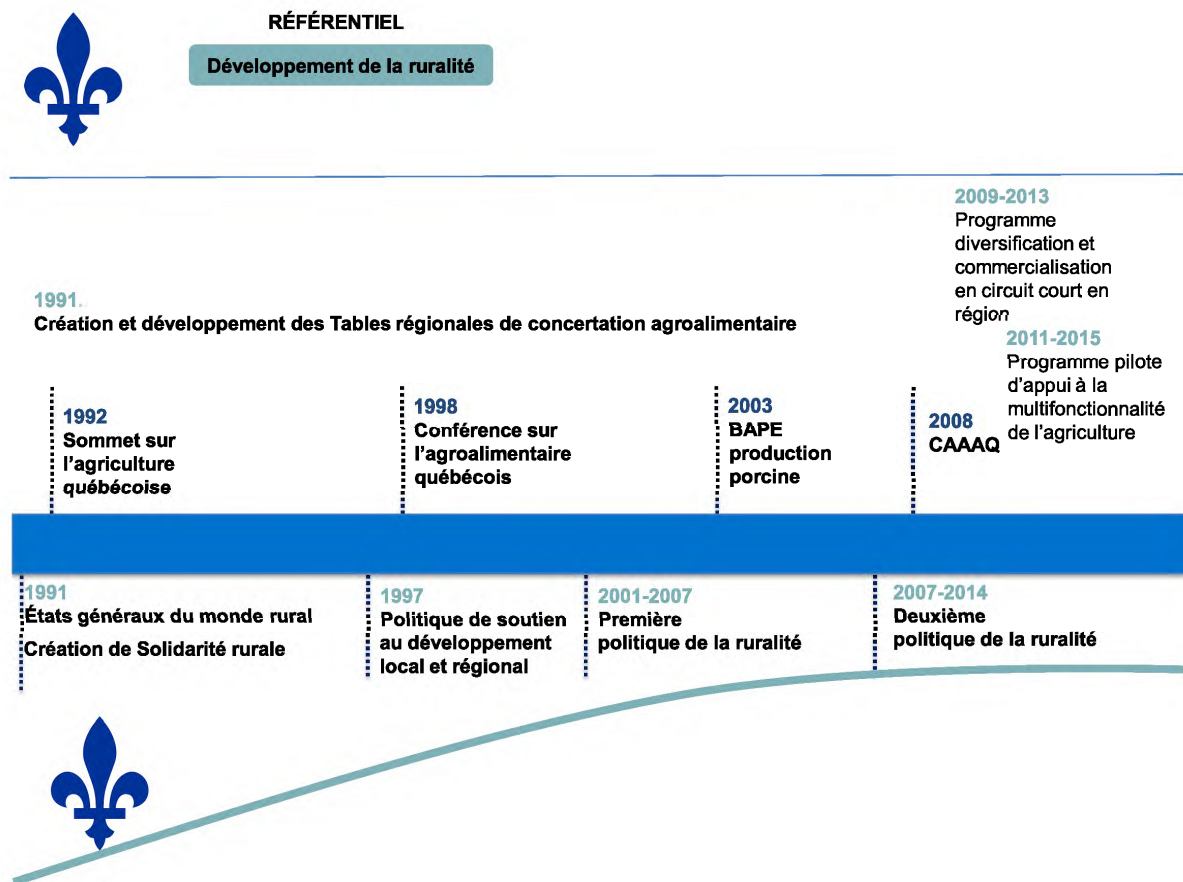 RÉFÉRENTIEL
Développement de la ruralité
2009-2013
Programme
diversification et
commercialisation
en circuit court en
région
1991.
Création et développement des Tables régionales de concertation agroalimentaire
2011-2015
Programme pilote
d'appui à la
multifonctionnalité
de l'agriculture
1992
Sommet sur
l'agriculture
québécoise
1998
Conférence sur
l'agroalimentaire
québécois
2003
BAPE
production
porcine
2008
CAAAQ
1991
États généraux du monde rural
Création de Solidarité rurale
1997
Politique de soutien
au développement
local et régional
2001-2007
Première
politique de la ruralité
2007-2014
Deuxième
politique de la ruralité